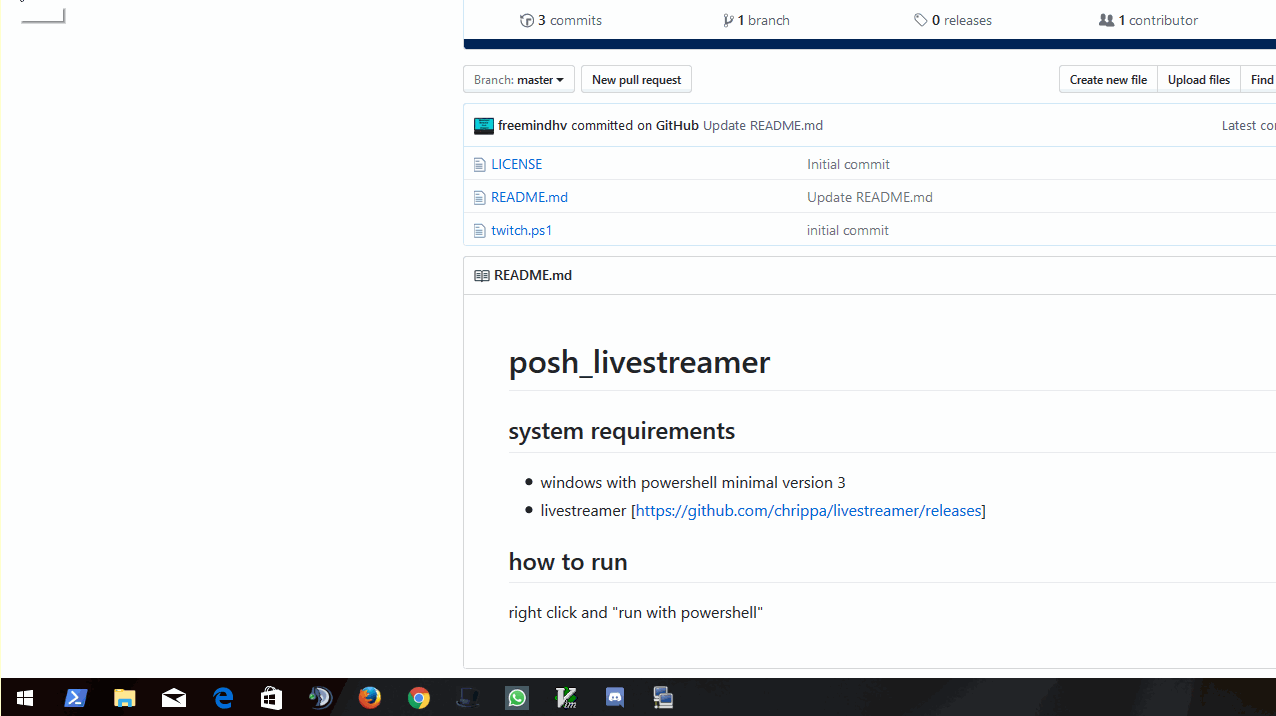 3 commits 1 branch 0 releases 1 contributor
Branch: master New pull request Create new file Upload files Find
freemindhv committed on GitHub Update README.md Latest
LICENSE Initial commit
README.md Update README.md
twitch.ps1 initial commit
README.md
posh_livestreamer
system requirements
windows with powershell minimal version 3
livestreamer [https://github.com/chrippa/livestreamer/releases]
how to run
right click and "run with powershell"
Vim